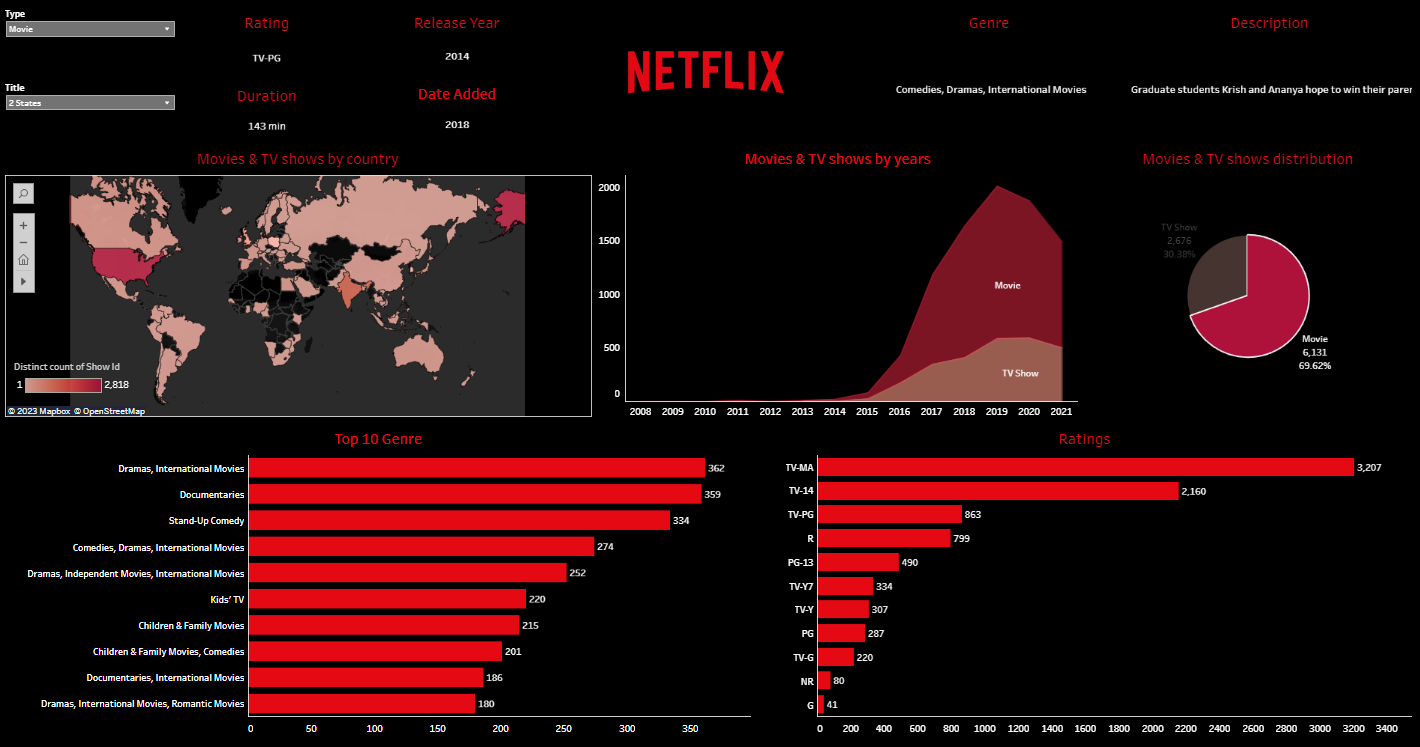 Type
Movie
Rating
TV-PG
Release Year
2014
NETFLIX
Genre
Comedies, Dramas, International Movies
Description
Graduate students Krish and Ananya hope to win their parer
Title
2 States
Duration
143 min
Date Added
2018
Movies & TV shows by country
Distinct count of Show Id
1
2,818
© 2023 Mapbox © OpenStreetMap
Movies & TV shows by years
2000
1500
1000
500
0
Movie
TV Show
2008 2009 2010 2011 2012 2013 2014 2015 2016 2017 2018 2019 2020 2021
Movies & TV shows distribution
TV Show
2,676
30.38%
Movie
6,131
69.62%
Top 10 Genre
Dramas, International Movies 362
Documentaries 359
Stand-Up Comedy 334
Comedies, Dramas, International Movies 274
Dramas, Independent Movies, International Movies 252
Kids' TV 220
Children & Family Movies 215
Children & Family Movies, Comedies 201
Documentaries, International Movies 186
Dramas, International Movies, Romantic Movies 180
0 50 100 150 200 250 300 350
Ratings
TV-MA 3,207
TV-14 2,160
TV-PG 863
R 799
PG-13 490
TV-Y7 334
TV-Y 307
PG 287
TV-G 220
NR 80
G 41
0 200 400 600 800 1000 1200 1400 1600 1800 2000 2200 2400 2600 2800 3000 3200 3400